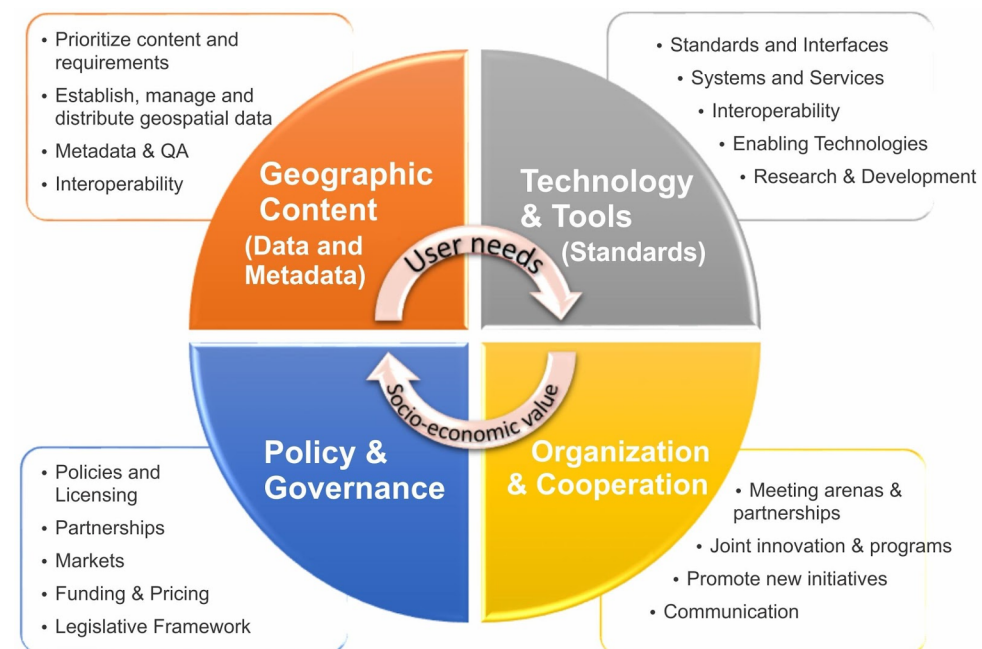 • Prioritize content and
requirements
• Establish, manage and
distribute geospatial data
• Metadata & QA
• Interoperability
• Standards and Interfaces
• Systems and Services
• Interoperability
• Enabling Technologies
• Research & Development
Geographic
Content
(Data and
Metadata)
Technology
& Tools
(Standards)
User needs
Socio-economic value
Policy &
Governance
Organization
& Cooperation
• Policies and
Licensing
• Partnerships
• Markets
• Funding & Pricing
• Legislative Framework
• Meeting arenas &
partnerships
• Joint innovation & programs
• Promote new initiatives
• Communication